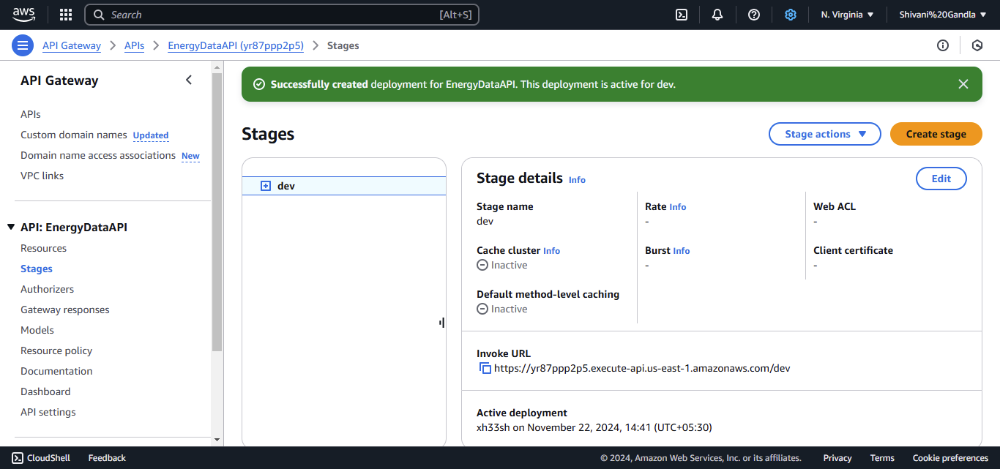 aws
Search [Alt+S]
N. Virginia
Shivani%20Gandla
API Gateway
APIs
EnergyDataAPI (yr87ppp2p5)
Stages
API Gateway
APIs
Custom domain names Updated
Domain name access associations New
VPC links
API: EnergyDataAPI
Resources
Stages
Authorizers
Gateway responses
Models
Resource policy
Documentation
Dashboard
API settings
Successfully created deployment for EnergyDataAPI. This deployment is active for dev.
Stages
Stage actions
Create stage
dev
Stage details Info
Edit
Stage name
dev
Rate Info
-
Web ACL
-
Cache cluster Info
Inactive
Burst Info
-
Client certificate
-
Default method-level caching
Inactive
Invoke URL
https://yr87ppp2p5.execute-api.us-east-1.amazonaws.com/dev
Active deployment
xh33sh on November 22, 2024, 14:41 (UTC+05:30)
CloudShell
Feedback
© 2024, Amazon Web Services, Inc. or its affiliates.
Privacy
Terms
Cookie preferences